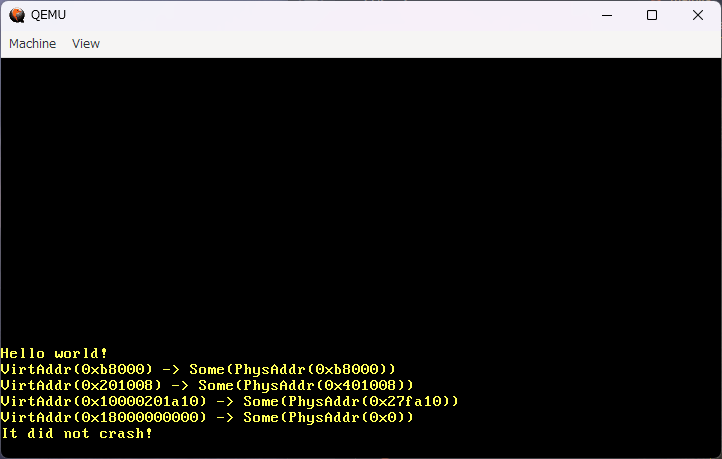 QEMU
Machine View
Hello world!
VirtAddr(0xb8000) -> Some(PhysAddr(0xb8000))
VirtAddr(0x201008) -> Some(PhysAddr(0x401008))
VirtAddr(0x10000201a10) -> Some(PhysAddr(0x27fa10))
VirtAddr(0x18000000000) -> Some(PhysAddr(0x0))
It did not crash!